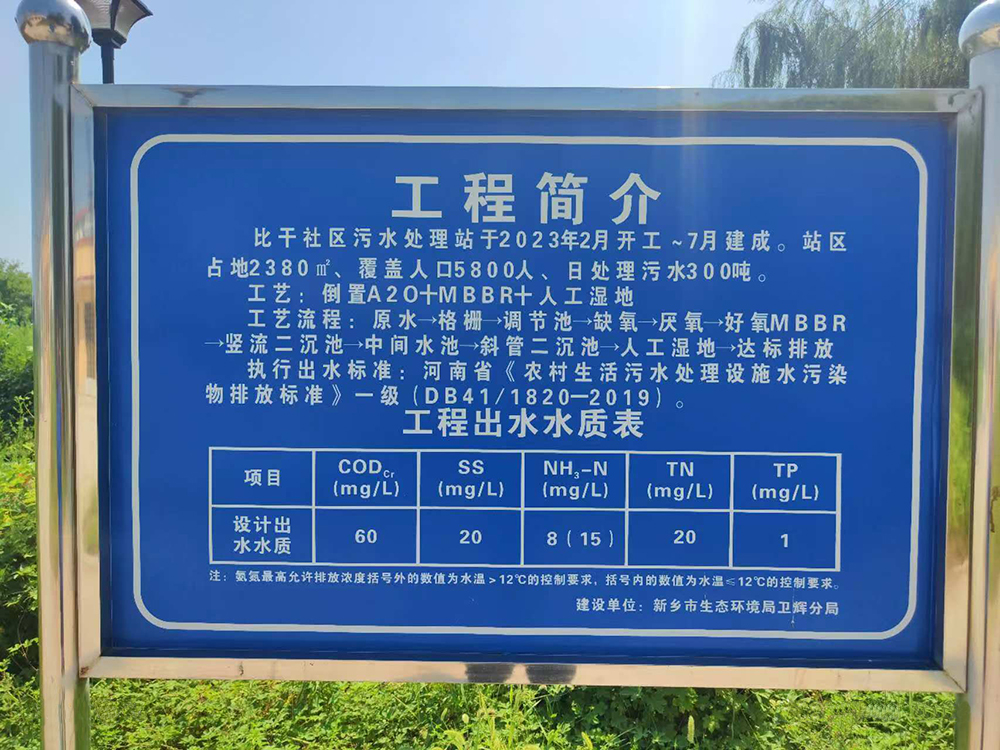 工程简介
比干社区污水处理站于2023年2月开工~7月建成。站区
占地2380㎡、覆盖人口5800人、日处理污水300吨。
工艺：倒置A2O+MBBR+人工湿地
工艺流程：原水→格栅→调节池→缺氧→厌氧→好氧MBBR
→竖流二沉池→中间水池→斜管二沉池→人工湿地→达标排放
执行出水标准：河南省《农村生活污水处理设施水污染
物排放标准》一级（DB41/1820—2019）。
工程出水水质表
项目 CODCr (mg/L) SS (mg/L) NH3-N (mg/L) TN (mg/L) TP (mg/L)
设计出水水质 60 20 8（15） 20 1
注：氨氮最高允许排放浓度括号外的数值为水温＞12℃的控制要求，括号内的数值为水温≤12℃的控制要求。
建设单位：新乡市生态环境局卫辉分局